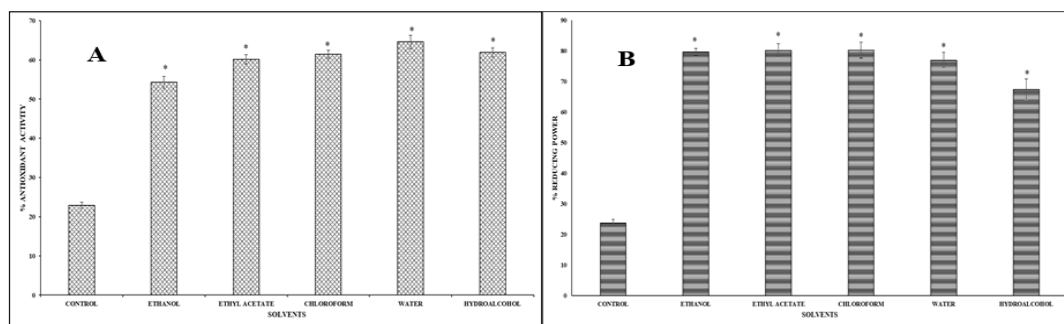 A
% ANTIOXIDANT ACTIVITY
70
60
50
40
30
20
10
0
* * * * *
CONTROL ETHANOL ETHYL ACETATE CHLOROFORM WATER HYDROALCOHOL
SOLVENTS
B
% REDUCING POWER
90
80
70
60
50
40
30
20
10
0
* * * * *
CONTROL ETHANOL ETHYL ACETATE CHLOROFORM WATER HYDROALCOHOL
SOLVENTS